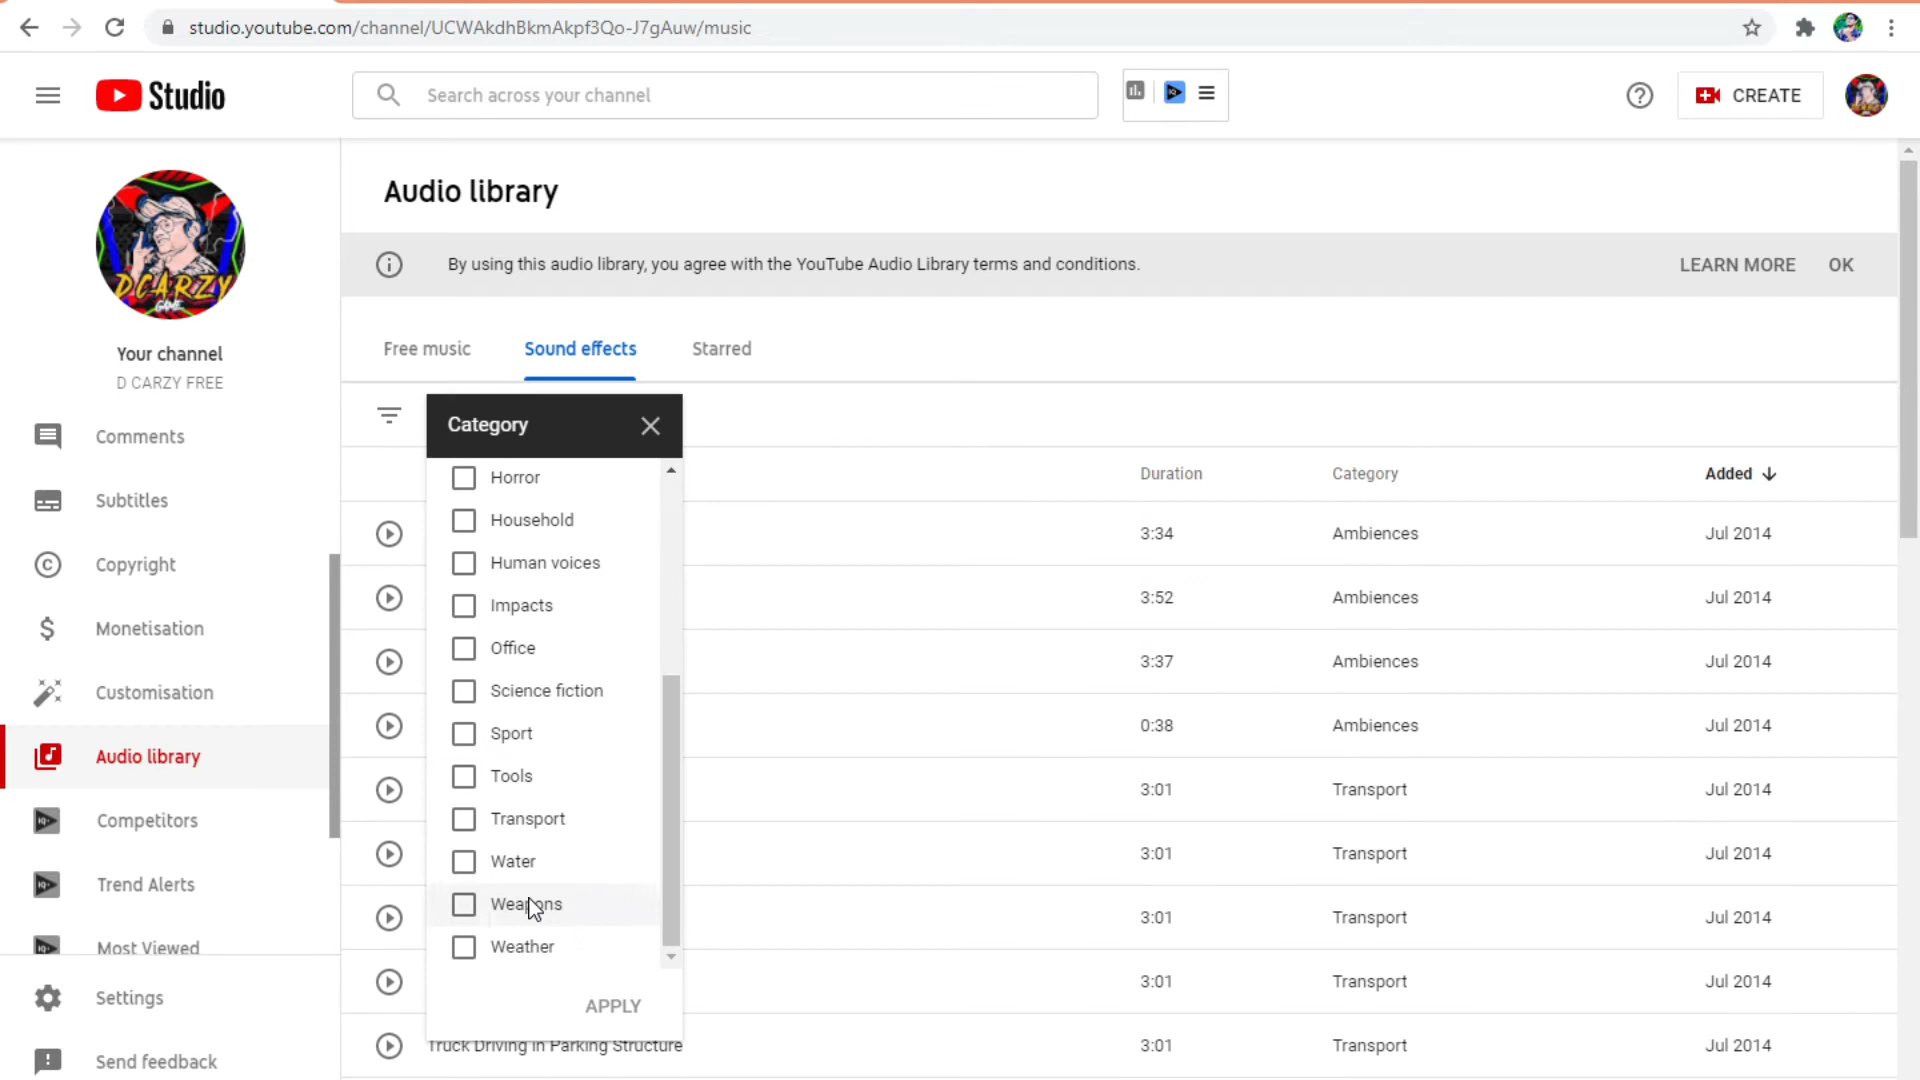 studio.youtube.com/channel/UCWAkdhBkmAkpf3Qo-J7gAuw/music
Studio
Search across your channel
CREATE
DCARZY
GAME
Your channel
D CARZY FREE
Comments
Subtitles
Copyright
Monetisation
Customisation
Audio library
Competitors
Trend Alerts
Most Viewed
Settings
Send feedback
Audio library
By using this audio library, you agree with the YouTube Audio Library terms and conditions.
LEARN MORE
OK
Free music
Sound effects
Starred
Category
Horror
Household
Human voices
Impacts
Office
Science fiction
Sport
Tools
Transport
Water
Weapons
Weather
APPLY
Duration Category Added
3:34 Ambiences Jul 2014
3:52 Ambiences Jul 2014
3:37 Ambiences Jul 2014
0:38 Ambiences Jul 2014
3:01 Transport Jul 2014
3:01 Transport Jul 2014
3:01 Transport Jul 2014
3:01 Transport Jul 2014
Truck Driving in Parking Structure 3:01 Transport Jul 2014